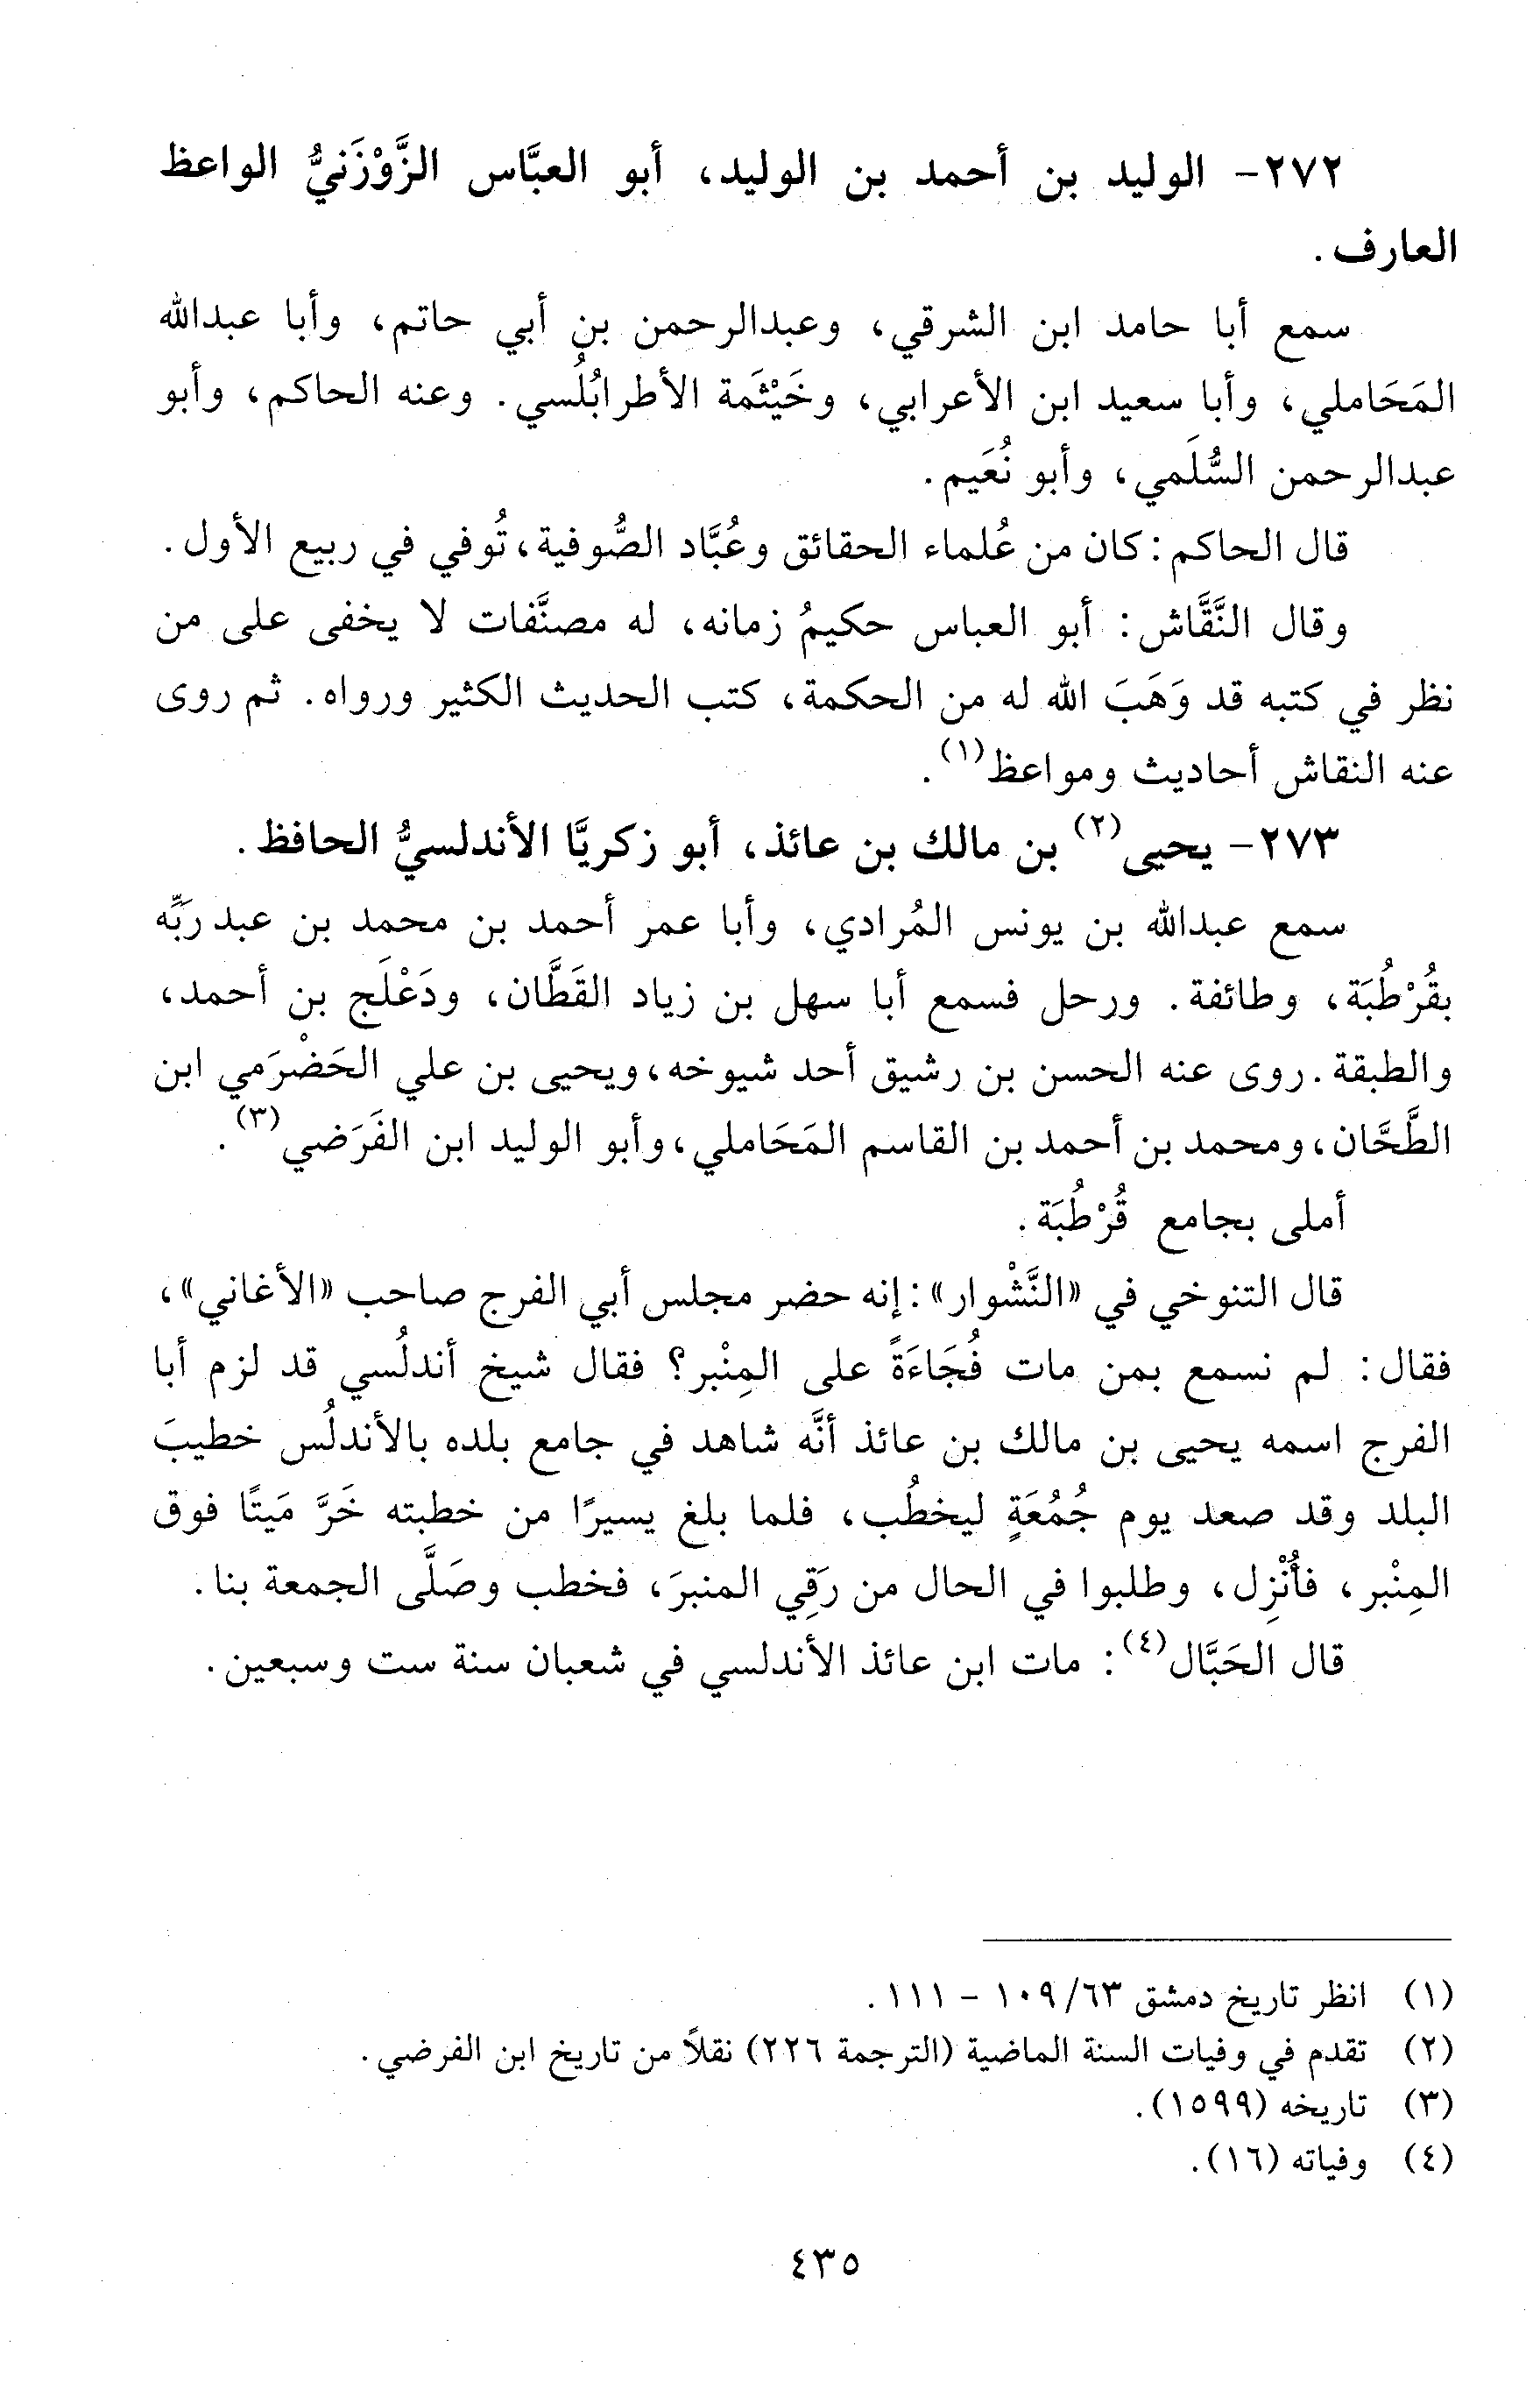 ٢٧٢- الوليد بن أحمد بن الوليد، أبو العبَّاس الزَّوْزَنيُّ الواعظ
العارف.
سمع أبا حامد ابن الشرقي، وعبدالرحمن بن أبي حاتم، وأبا عبدالله
المَحَاملي، وأبا سعيد ابن الأعرابي، وخَيْثَمة الأطرابُلُسي. وعنه الحاكم، وأبو
عبدالرحمن السُّلَمي، وأبو نُعَيم.
قال الحاكم: كان من عُلماء الحقائق وعُبَّاد الصُّوفية، تُوفي في ربيع الأول.
وقال النَّقَّاش: أبو العباس حكيمُ زمانه، له مصنَّفات لا يخفى على من
نظر في كتبه قد وَهَبَ الله له من الحكمة، كتب الحديث الكثير ورواه. ثم روى
عنه النقاش أحاديث ومواعظ(١).
٢٧٣- يحيى(٢) بن مالك بن عائذ، أبو زكريَّا الأندلسيُّ الحافظ.
سمع عبدالله بن يونس المُرادي، وأبا عمر أحمد بن محمد بن عبد ربِّه
بقُرْطُبَة، وطائفة. ورحل فسمع أبا سهل بن زياد القَطَّان، ودَعْلَج بن أحمد،
والطبقة. روى عنه الحسن بن رشيق أحد شيوخه، ويحيى بن علي الحَضْرَمي ابن
الطَّحَّان، ومحمد بن أحمد بن القاسم المَحَاملي، وأبو الوليد ابن الفَرَضي(٣).
أملى بجامع قُرْطُبَة.
قال التنوخي في «النَّشْوار»: إنه حضر مجلس أبي الفرج صاحب «الأغاني»،
فقال: لم نسمع بمن مات فُجَاءَةً على المِنْبر؟ فقال شيخ أندلُسي قد لزم أبا
الفرج اسمه يحيى بن مالك بن عائذ أنَّه شاهد في جامع بلده بالأندلُس خطيبَ
البلد وقد صعد يوم جُمُعَةٍ ليخطُب، فلما بلغ يسيرًا من خطبته خَرَّ مَيتًا فوق
المِنْبر، فأُنْزِل، وطلبوا في الحال من رَقِي المنبرَ، فخطب وصَلَّى الجمعة بنا.
قال الحَبَّال(٤): مات ابن عائذ الأندلسي في شعبان سنة ست وسبعين.
(١) انظر تاريخ دمشق ٦٣/ ١٠٩ - ١١١.
(٢) تقدم في وفيات السنة الماضية (الترجمة ٢٢٦) نقلاً من تاريخ ابن الفرضي.
(٣) تاريخه (١٥٩٩).
(٤) وفياته (١٦).
٤٣٥